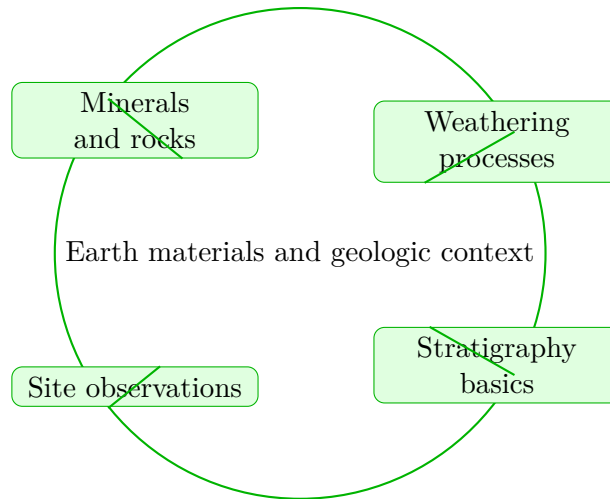 Minerals
and rocks
Weathering
processes
Earth materials and geologic context
Site observations
Stratigraphy
basics